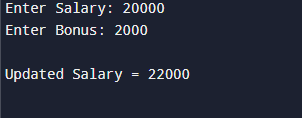 Enter Salary: 20000
Enter Bonus: 2000
Updated Salary = 22000